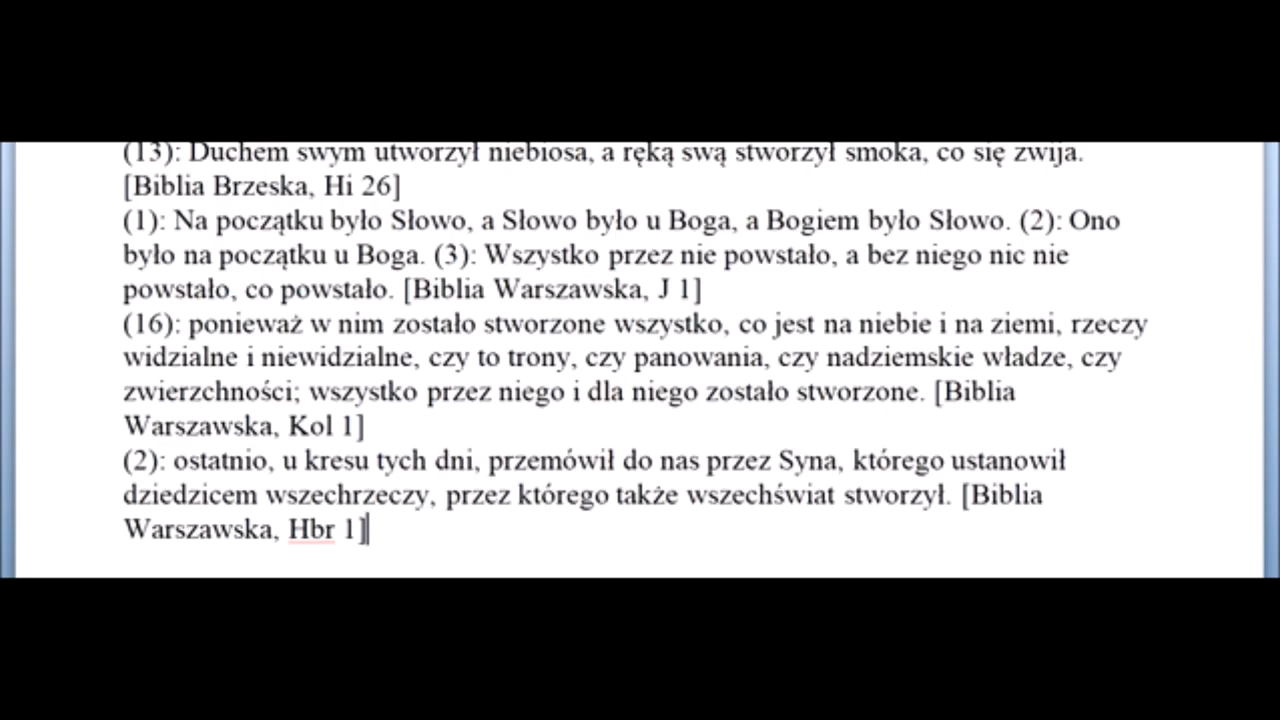 (13): Duchem swym utworzył niebiosa, a ręką swą stworzył smoka, co się zwija.
[Biblia Brzeska, Hi 26]
(1): Na początku było Słowo, a Słowo było u Boga, a Bogiem było Słowo. (2): Ono
było na początku u Boga. (3): Wszystko przez nie powstało, a bez niego nic nie
powstało, co powstało. [Biblia Warszawska, J 1]
(16): ponieważ w nim zostało stworzone wszystko, co jest na niebie i na ziemi, rzeczy
widzialne i niewidzialne, czy to trony, czy panowania, czy nadziemskie władze, czy
zwierzchności; wszystko przez niego i dla niego zostało stworzone. [Biblia
Warszawska, Kol 1]
(2): ostatnio, u kresu tych dni, przemówił do nas przez Syna, którego ustanowił
dziedzicem wszechrzeczy, przez którego także wszechświat stworzył. [Biblia
Warszawska, Hbr 1]